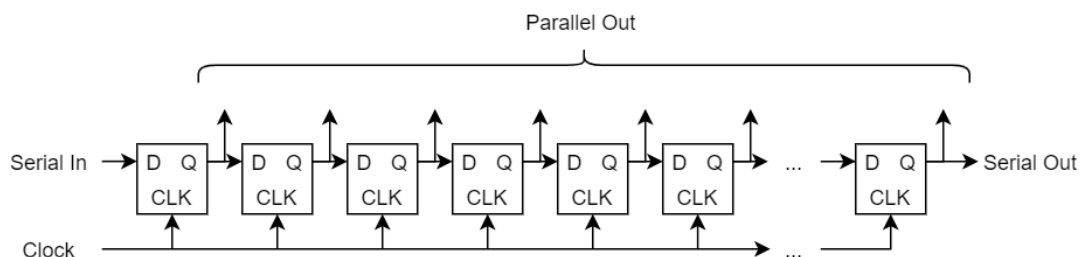 Parallel Out
Serial In D Q D Q D Q D Q D Q D Q ... D Q Serial Out
CLK CLK CLK CLK CLK CLK CLK
Clock ...